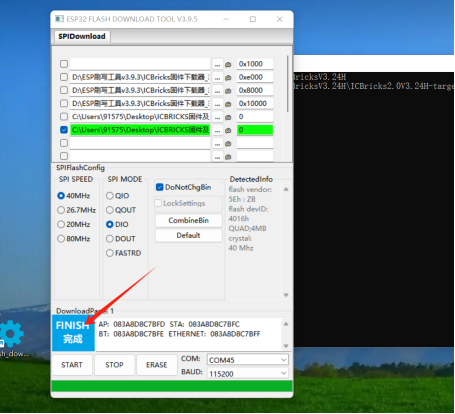 ESP32 FLASH DOWNLOAD TOOL V3.9.5
SPIDownload
... @ 0x1000
D:\ESP刷写工具v3.9.3\ICBricks固件下载器_ ... @ 0xe000
D:\ESP刷写工具v3.9.3\ICBricks固件下载器_ ... @ 0x8000
D:\ESP刷写工具v3.9.3\ICBricks固件下载器_ ... @ 0x10000
C:\Users\91575\Desktop\ICBRICKS固件及 ... @ 0
C:\Users\91575\Desktop\ICBRICKS固件及 ... @ 0
... @
... @
SPIFlashConfig
SPI SPEED
40MHz
26.7MHz
20MHz
80MHz
SPI MODE
QIO
QOUT
DIO
DOUT
FASTRD
DoNotChgBin
LockSettings
CombineBin
Default
DetectedInfo
flash vendor:
5Eh : ZB
flash devID:
4016h
QUAD;4MB
crystal:
40 Mhz
DownloadPanel 1
FINISH
完成
AP: 083A8D8C7BFD STA: 083A8D8C7BFC
BT: 083A8D8C7BFE ETHERNET: 083A8D8C7BFF
START
STOP
ERASE
COM: COM45
BAUD: 115200
BricksV3.24H
BricksV3.24H\ICBricks2.0V3.24H-targe
sh_dow...